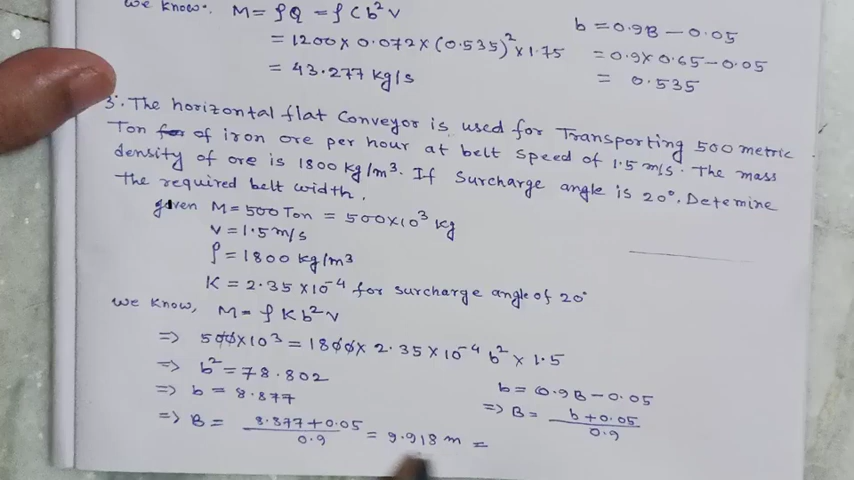 we know:. M = ρQ = ρCb²V
= 1200 × 0.072 × (0.535)² × 1.75
= 43.277 kg/s
b = 0.9B - 0.05
= 0.9 × 0.65 - 0.05
= 0.535
3. The horizontal flat Conveyor is used for Transporting 500 metric
Ton of iron ore per hour at belt speed of 1.5 m/s. The mass
density of ore is 1800 kg/m³. If Surcharge angle is 20°. Detemine
the required belt width.
given M = 500 Ton = 500×10³ kg
V = 1.5 m/s
ρ = 1800 kg/m³
K = 2.35 × 10⁻⁴ for surcharge angle of 20°
we know, M = ρKb²V
⇒ 500×10³ = 1800 × 2.35 × 10⁻⁴ b² × 1.5
⇒ b² = 78.802
⇒ b = 8.877
⇒ B = (8.877 + 0.05)/0.9 = 9.918 m =
b = 0.9B - 0.05
⇒ B = (b + 0.05)/0.9